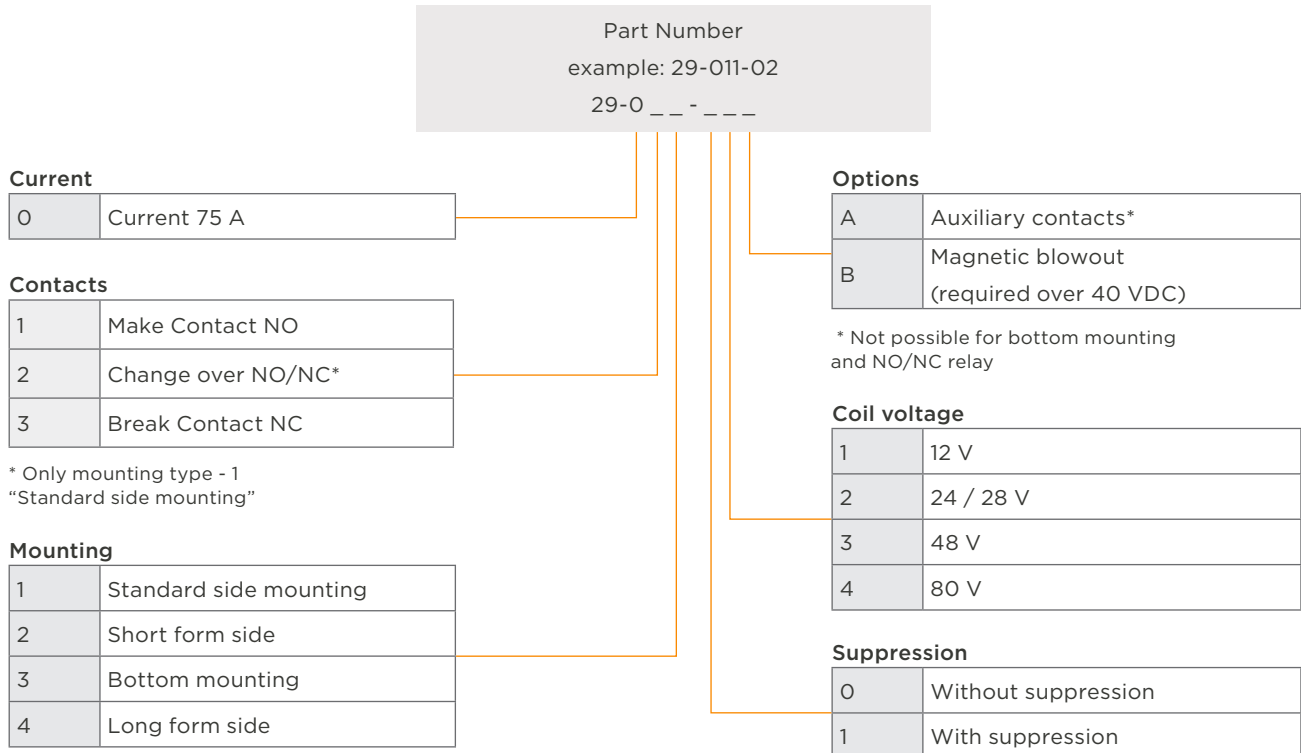 Part Number
example: 29-011-02
29-0 _ _ - _ _ _
Current
0 Current 75 A
Contacts
1 Make Contact NO
2 Change over NO/NC*
3 Break Contact NC
* Only mounting type - 1
“Standard side mounting”
Mounting
1 Standard side mounting
2 Short form side
3 Bottom mounting
4 Long form side
Options
A Auxiliary contacts*
B Magnetic blowout
(required over 40 VDC)
* Not possible for bottom mounting
and NO/NC relay
Coil voltage
1 12 V
2 24 / 28 V
3 48 V
4 80 V
Suppression
0 Without suppression
1 With suppression